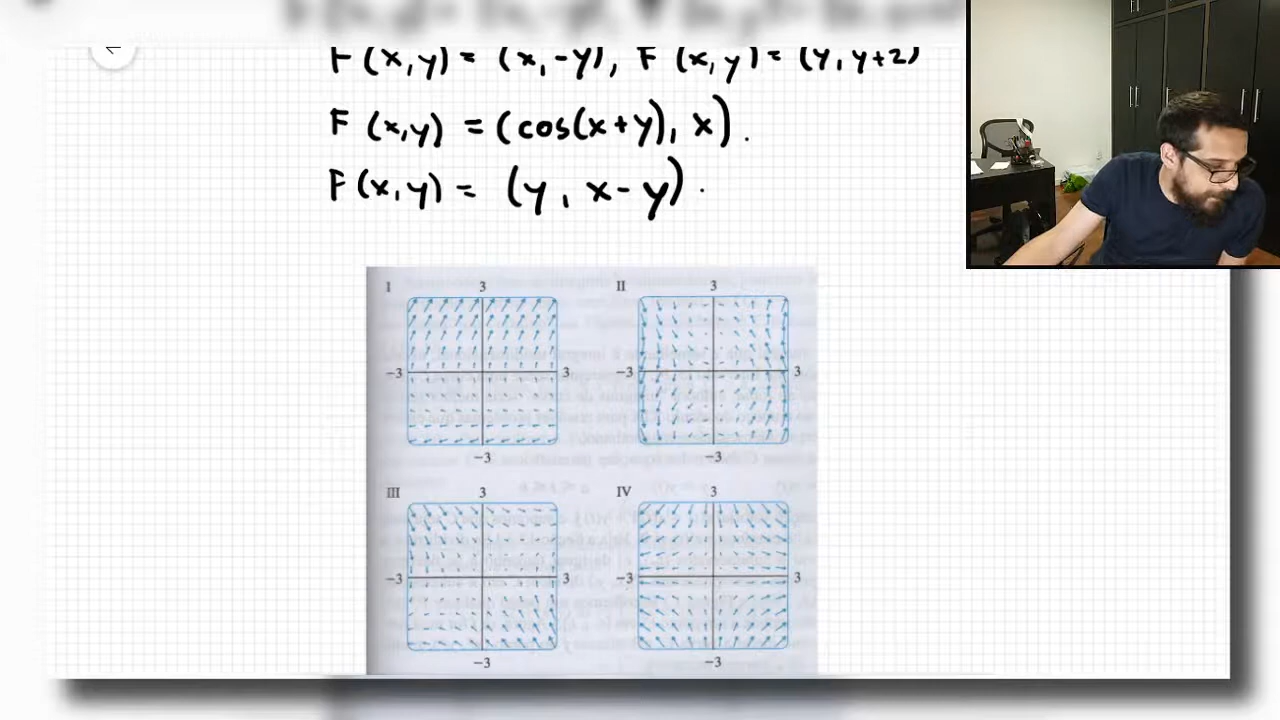 F(x,y) = (x,-y), F(x,y) = (y, y+2)
F(x,y) = (cos(x+y), x).
F(x,y) = (y, x-y).
I 3
II 3
-3 3
-3 3
-3
-3
III 3
IV 3
-3 3
-3 3
-3
-3